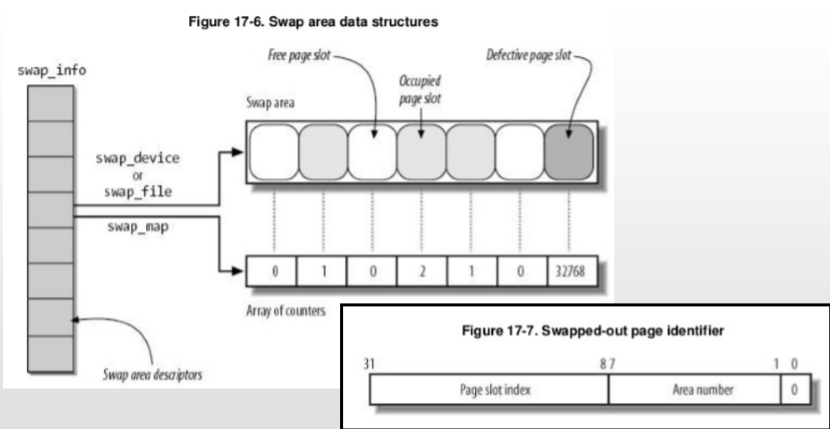 Figure 17-6. Swap area data structures
Free page slot
Defective page slot
swap_info
Occupied
page slot
Swap area
swap_device
or
swap_file
swap_map
0 1 0 2 1 0 32768
Array of counters
Swap area descriptors
Figure 17-7. Swapped-out page identifier
31 8 7 1 0
Page slot index Area number 0